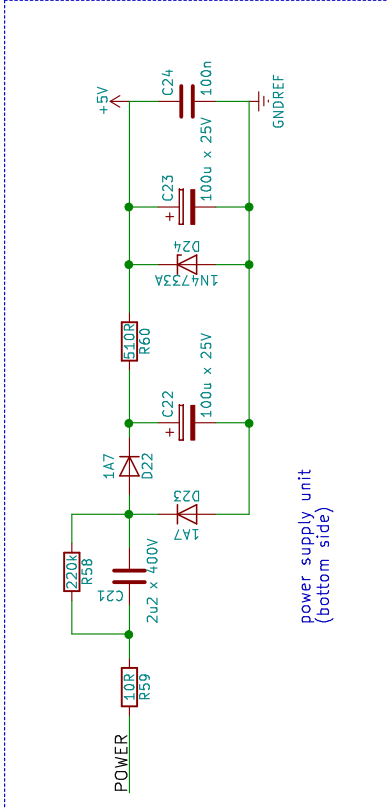 +5V
C24
100n
GNDREF
C23
100u x 25V
D24
1N4733A
510R
R60
C22
100u x 25V
1A7
D22
D23
1A7
220k
R58
C21
2u2 x 400V
10R
R59
POWER
power supply unit
(bottom side)